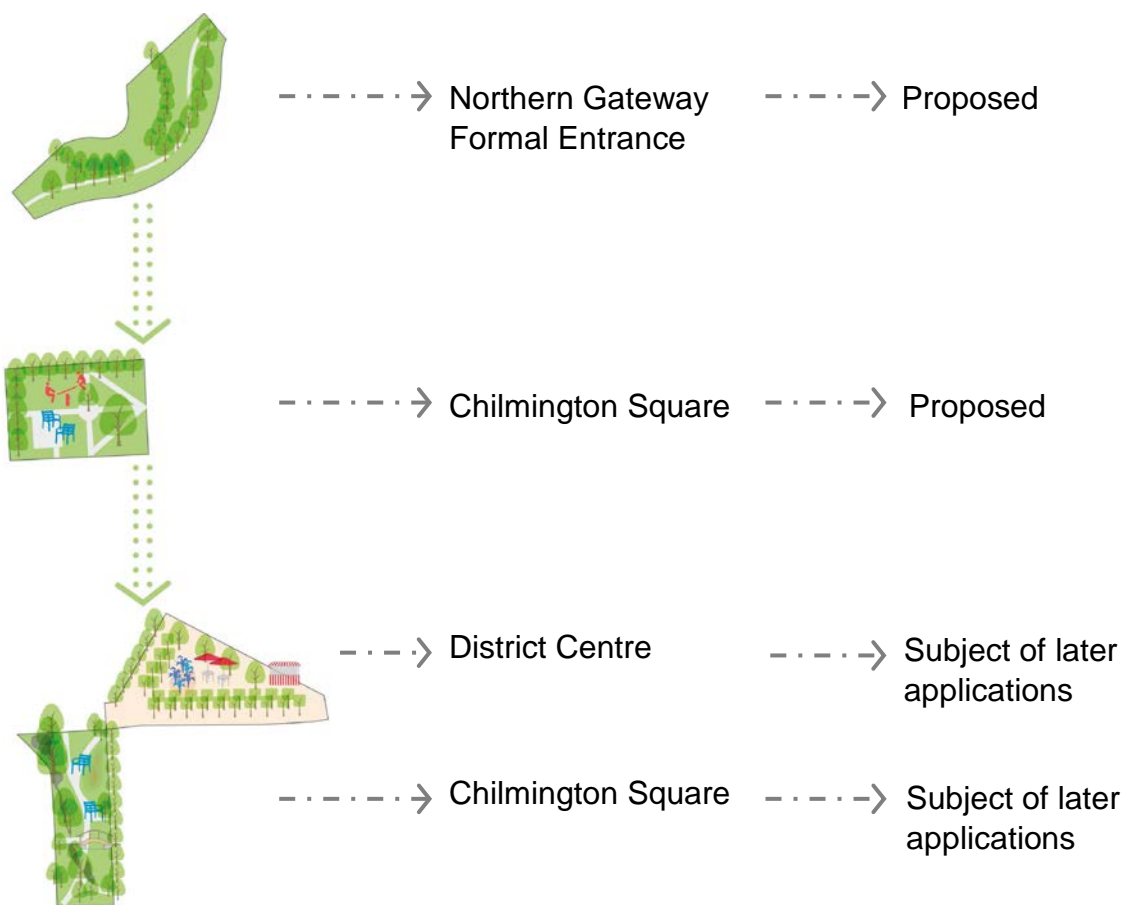 Northern Gateway
Formal Entrance
Proposed
Chilmington Square
Proposed
District Centre
Subject of later
applications
Chilmington Square
Subject of later
applications